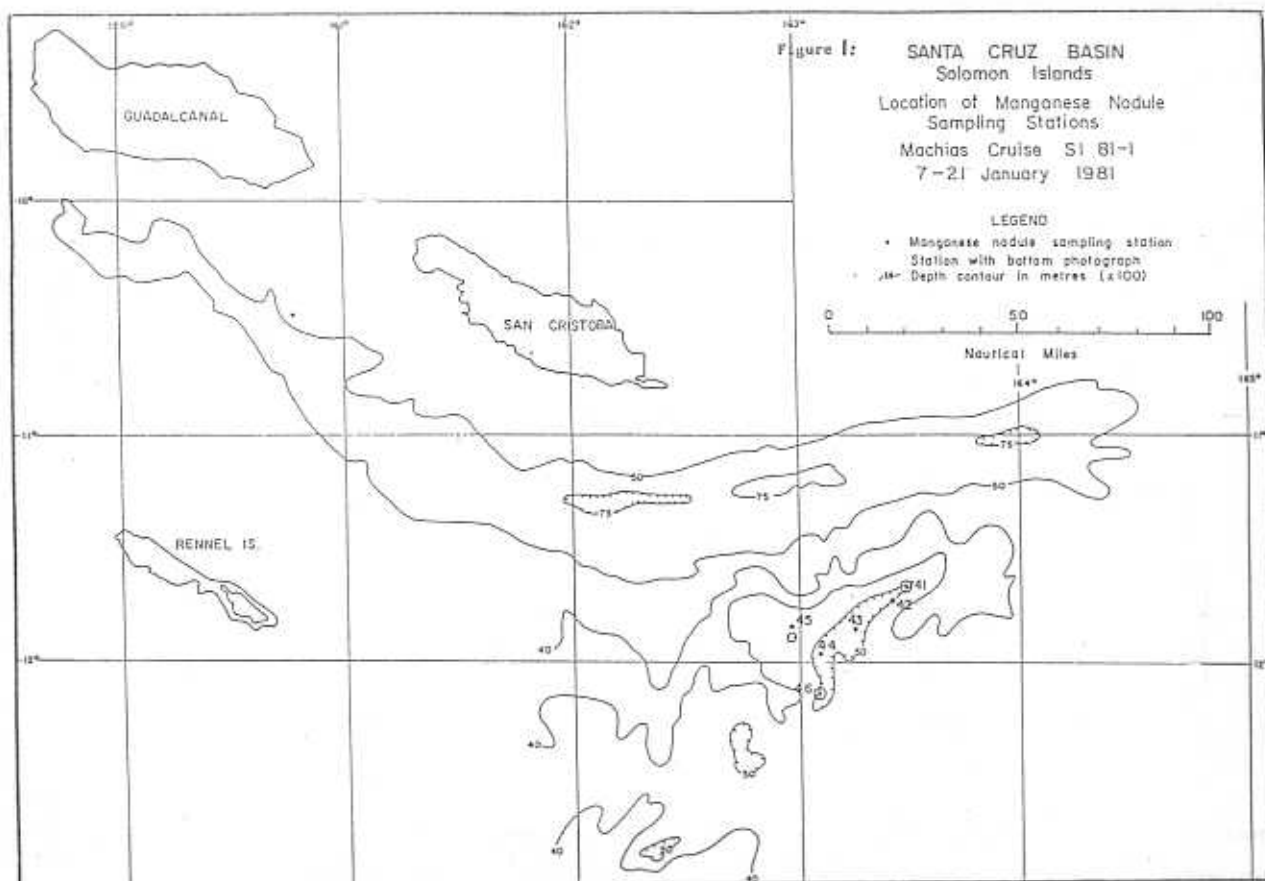 162°
163°
Figure 1:
SANTA CRUZ BASIN
Solomon Islands
Location of Manganese Nodule
Sampling Stations
Machias Cruise SI 81-1
7-21 January 1981
GUADALCANAL
10°
LEGEND
Manganese nodule sampling station
Station with bottom photograph
Depth contour in metres (x100)
0 50 100
Nautical Miles
SAN CRISTOBA
164°
165°
11°
75
50
75
50
75
RENNEL IS.
41
42
45
43
44
50
40
12°
12°
40
50
40
40